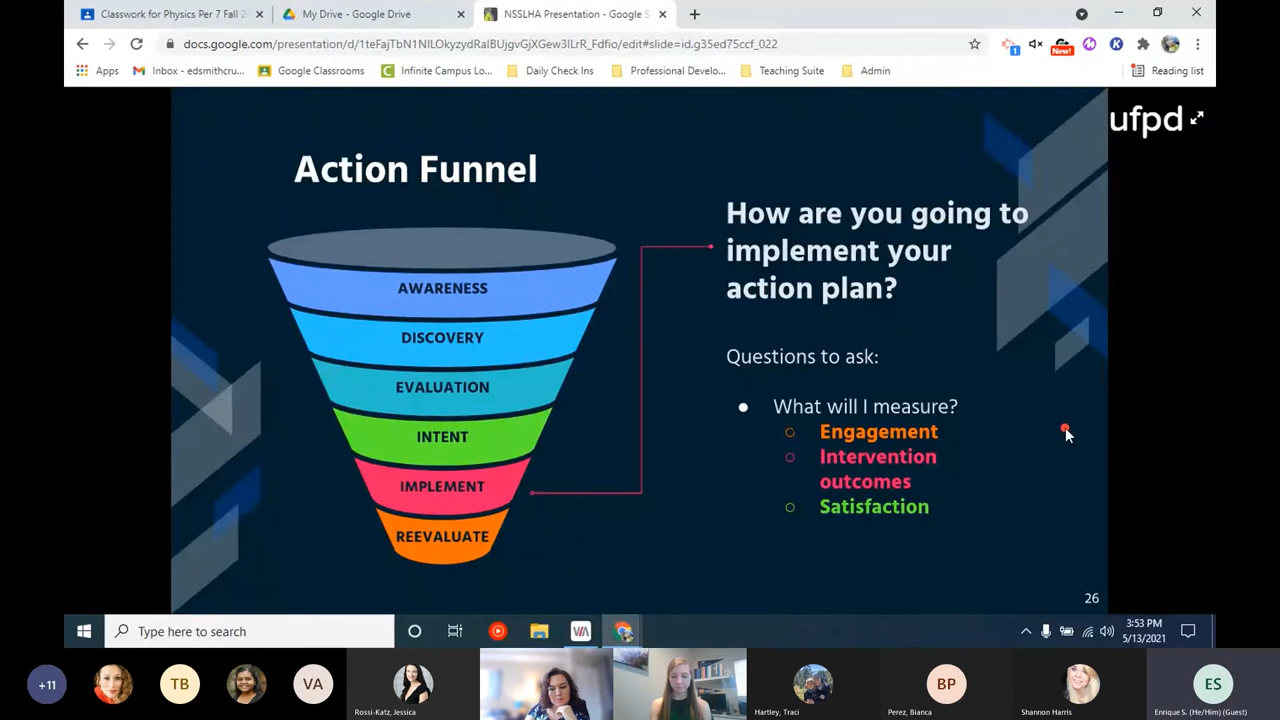 Classwork for Physics Per 7 Fall 2
My Drive - Google Drive
NSSLHA Presentation - Google S
docs.google.com/presentation/d/
/edit#slide=id.g35ed75ccf_022
New!
Apps
Inbox - edsmithcru...
Google Classrooms
Infinite Campus Lo...
Daily Check Ins
Professional Develo...
Teaching Suite
Admin
Reading list
ufpd
Action Funnel
AWARENESS
DISCOVERY
EVALUATION
INTENT
IMPLEMENT
REEVALUATE
How are you going to
implement your
action plan?
Questions to ask:
What will I measure?
Engagement
Intervention
outcomes
Satisfaction
26
Type here to search
VIA
3:53 PM
5/13/2021
+11
TB
VA
Rossi-Katz, Jessica
Hartley, Traci
BP
Perez, Bianca
Shannon Harris
ES
Enrique S. (He/Him) (Guest)